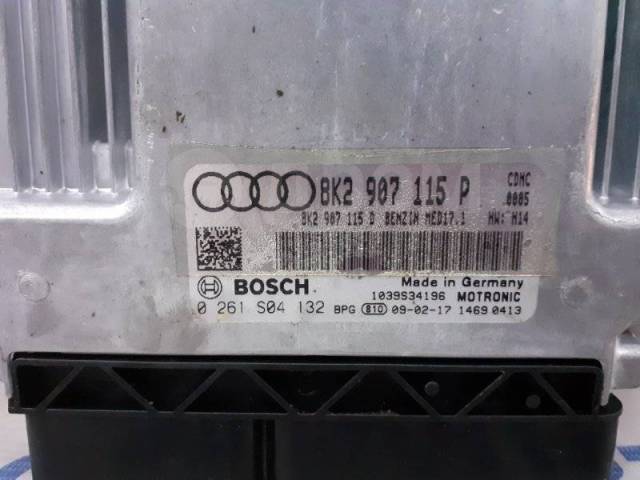 8K2 907 115 P CDNC .0005
8K2 907 115 D BENZIN MED17.1 HW: H14
BOSCH Made in Germany
1039S34196 MOTRONIC
0 261 S04 132 BPG 810 09-02-17 1469 0413